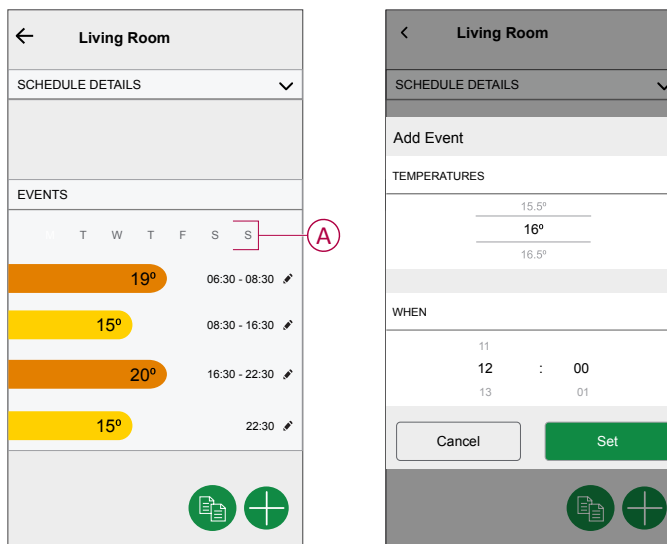 Living Room
SCHEDULE DETAILS
EVENTS
M T W T F S S
A
19º 06:30 - 08:30
15º 08:30 - 16:30
20º 16:30 - 22:30
15º 22:30
Living Room
SCHEDULE DETAILS
Add Event
TEMPERATURES
15.5º
16º
16.5º
WHEN
11
12 : 00
13 01
Cancel Set